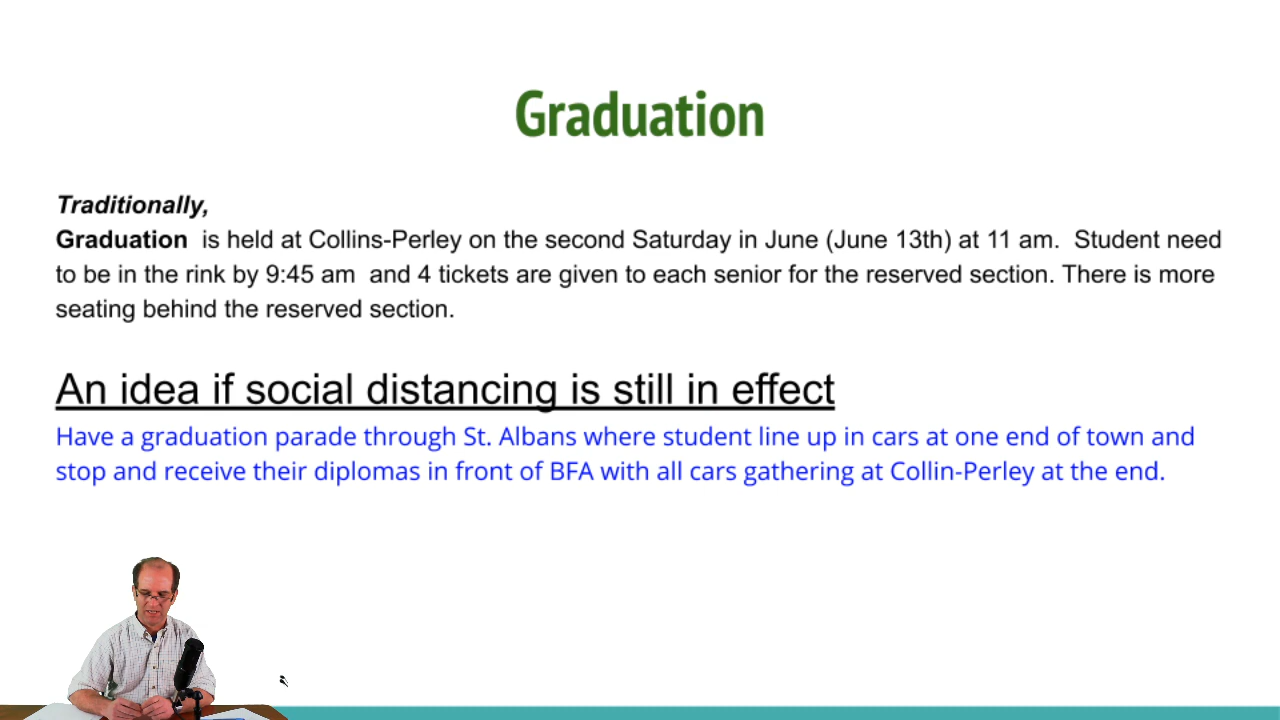 Graduation
Traditionally,
Graduation is held at Collins-Perley on the second Saturday in June (June 13th) at 11 am. Student need
to be in the rink by 9:45 am and 4 tickets are given to each senior for the reserved section. There is more
seating behind the reserved section.
An idea if social distancing is still in effect
Have a graduation parade through St. Albans where student line up in cars at one end of town and
stop and receive their diplomas in front of BFA with all cars gathering at Collin-Perley at the end.